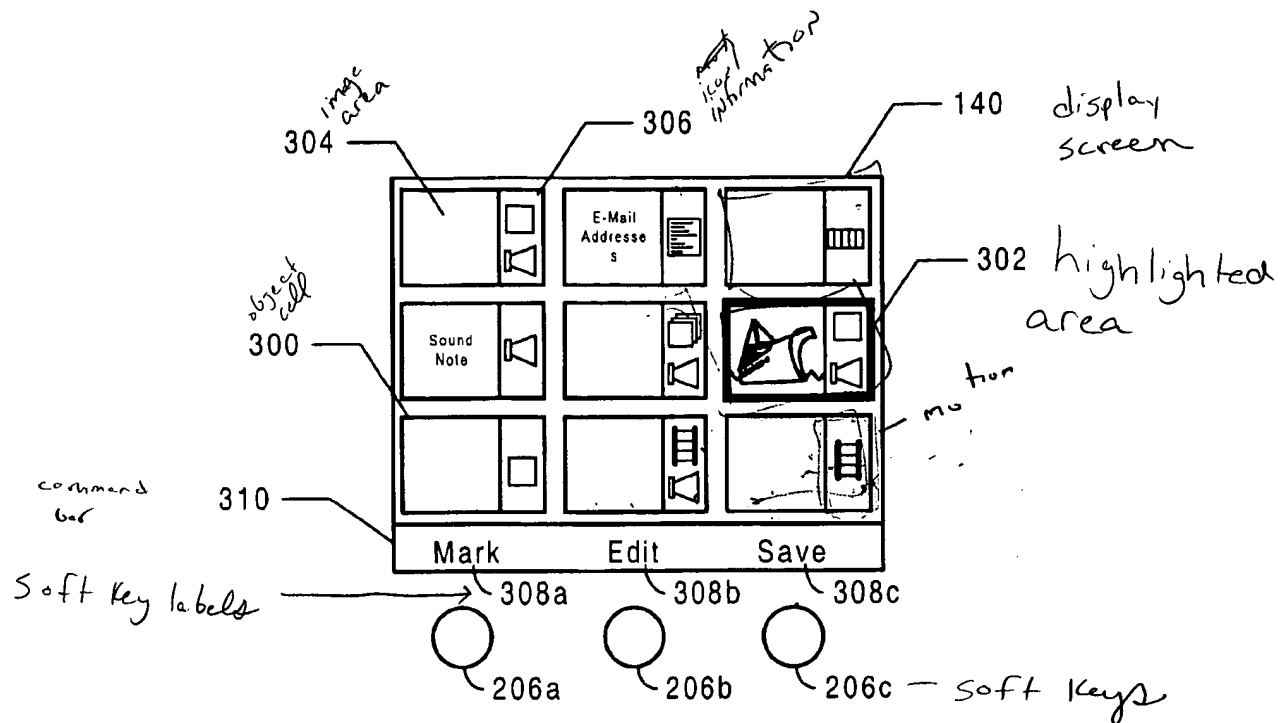 image
area
304
306
icon
information
140
display
screen
E-Mail
Addresse
s
302
highlighted
area
object
cell
300
Sound
Note
motion
command
bar
310
Mark
Edit
Save
Soft Key labels
308a
308b
308c
206a
206b
206c
soft keys